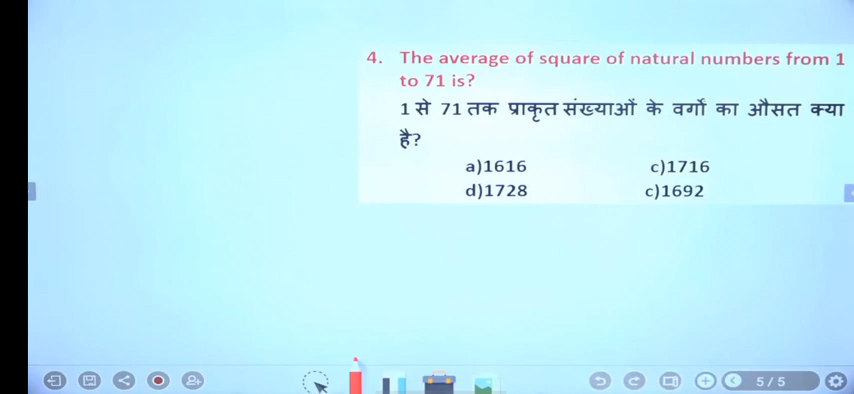 4. The average of square of natural numbers from 1
to 71 is?
1 से 71 तक प्राकृत संख्याओं के वर्गो का औसत क्या
है?
a)1616 c)1716
d)1728 c)1692
5 / 5